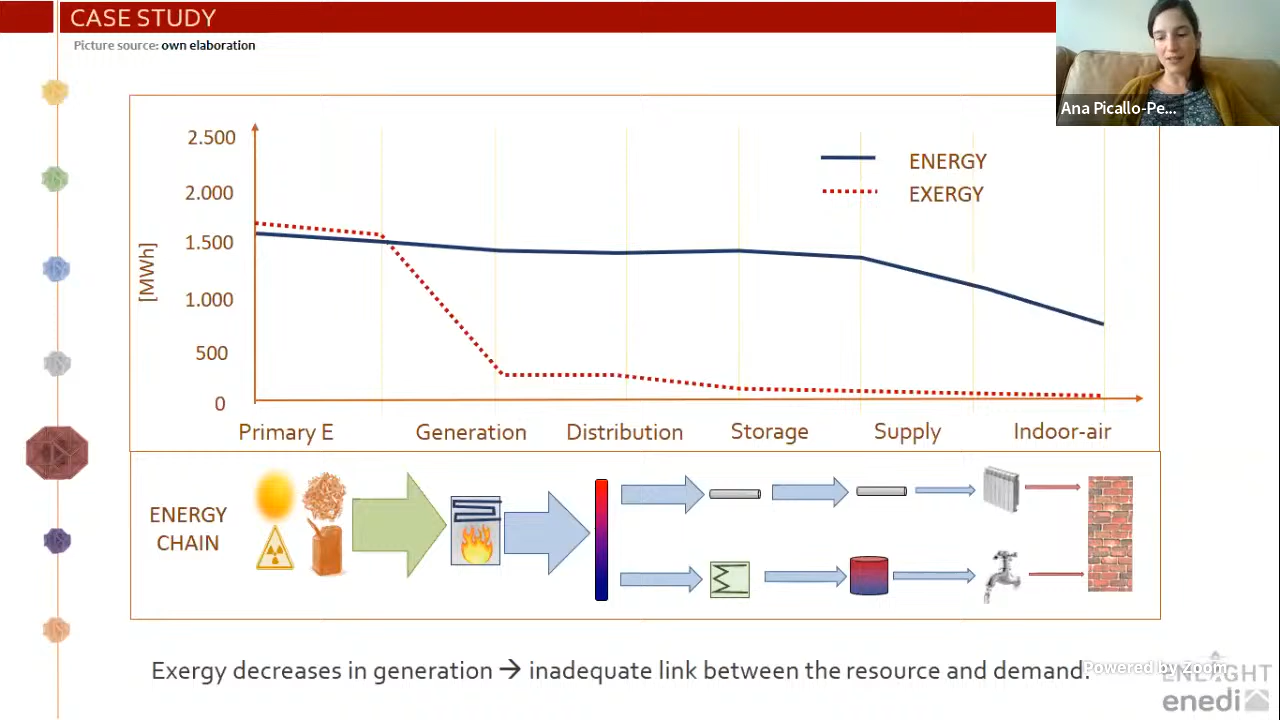 CASE STUDY
Picture source: own elaboration
Ana Picallo-Pe...
2.500
2.000
1.500
1.000
500
0
[MWh]
ENERGY
EXERGY
Primary E
Generation
Distribution
Storage
Supply
Indoor-air
ENERGY
CHAIN
Exergy decreases in generation → inadequate link between the resource and demand.
Powered by Zoom
enedi